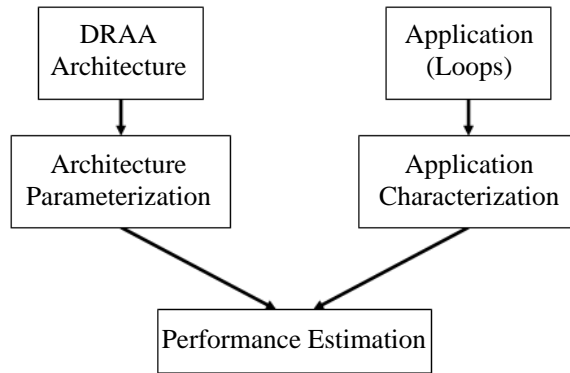 DRAA
Architecture
Application
(Loops)
Architecture
Parameterization
Application
Characterization
Performance Estimation